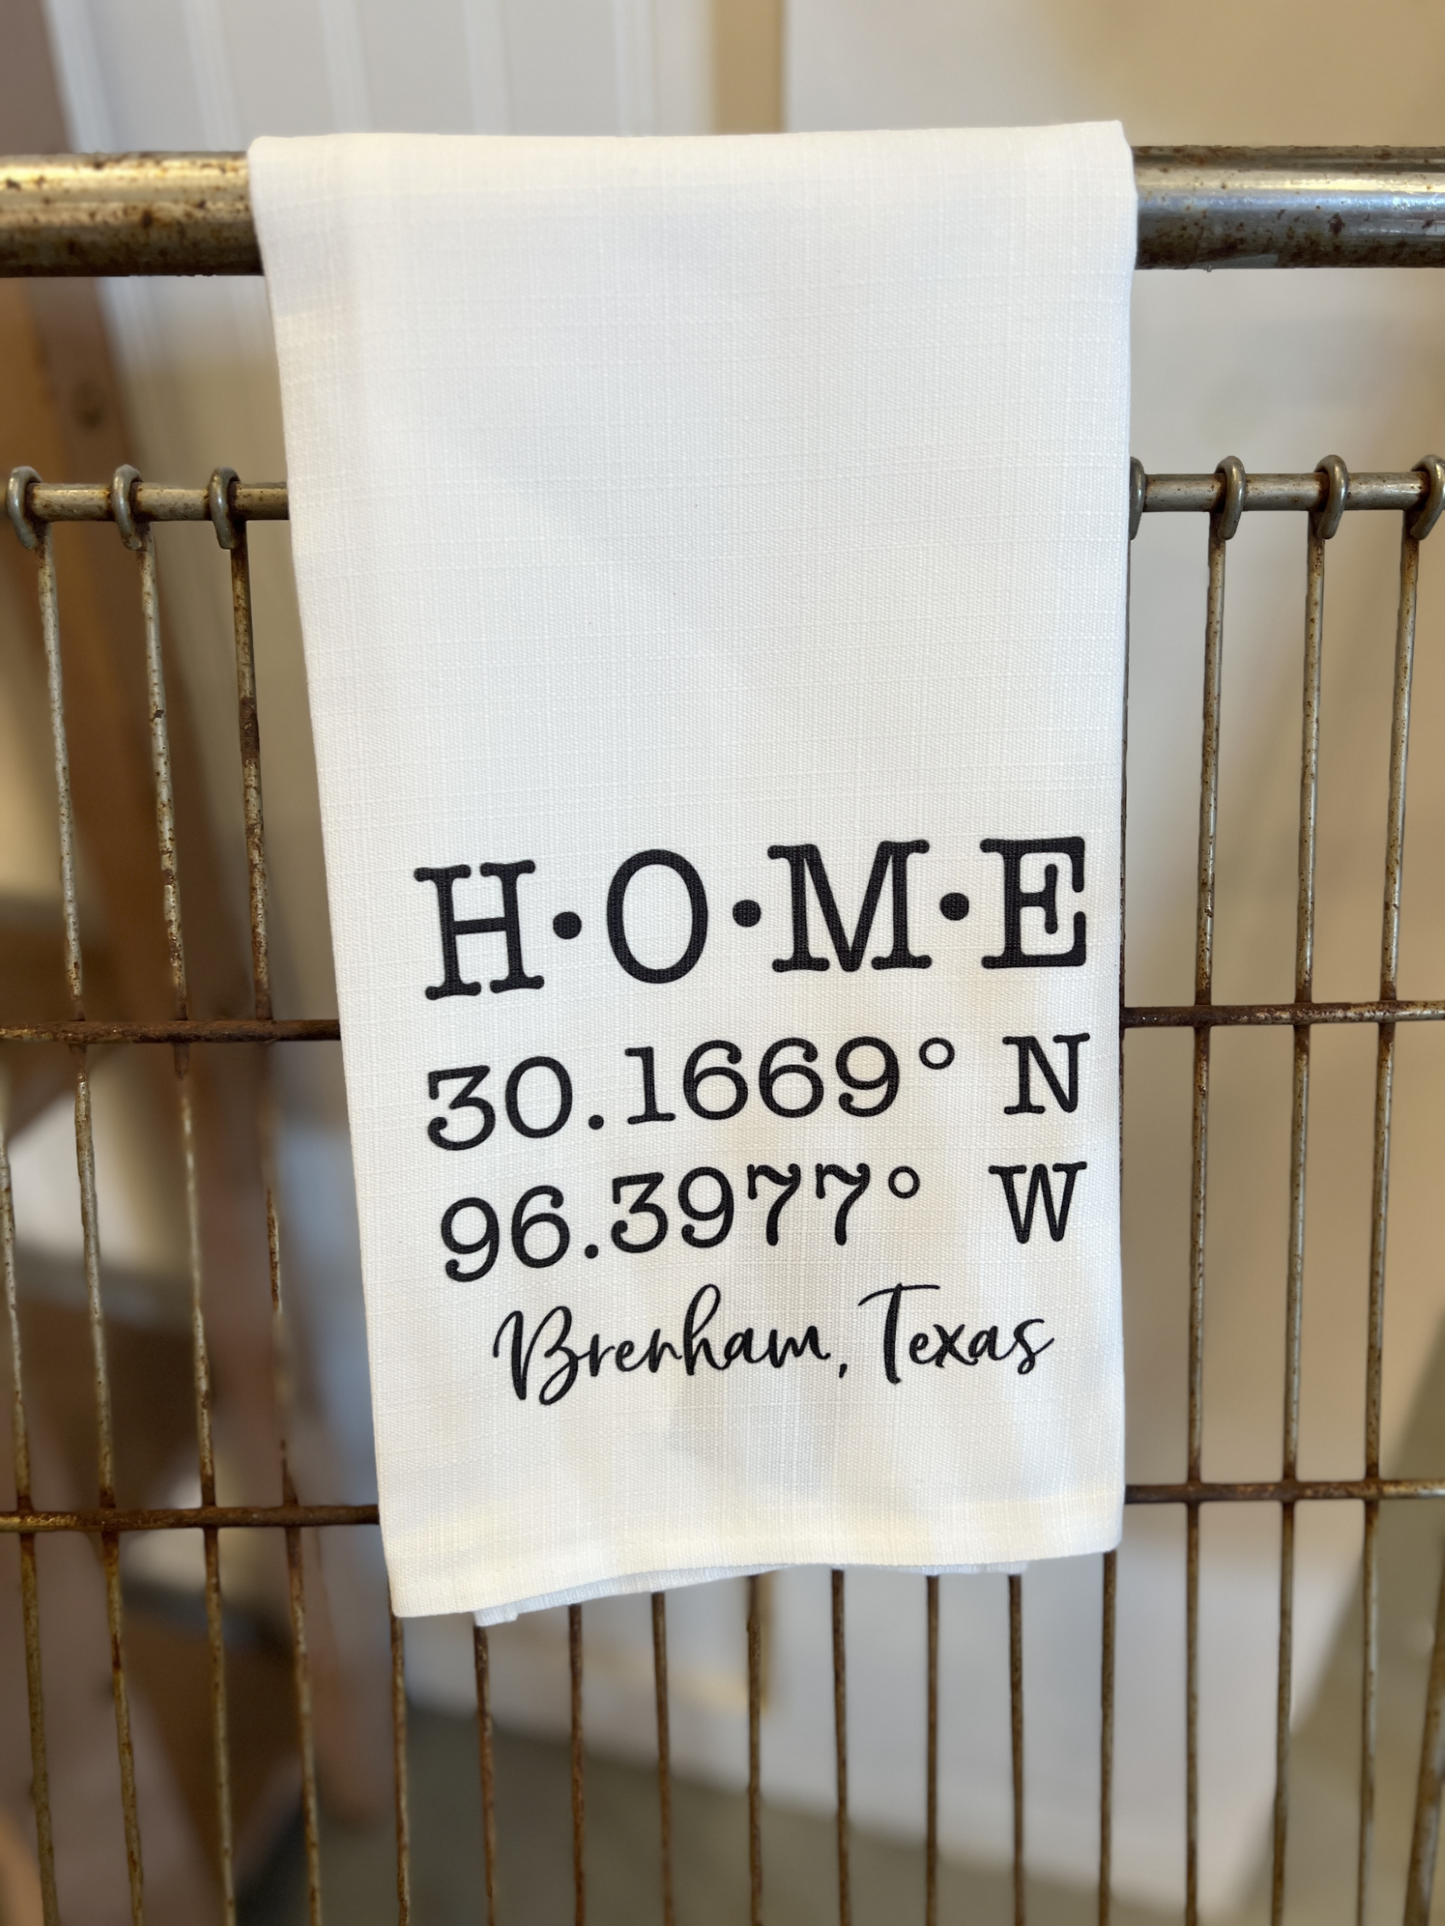 H•O•M•E
30.1669° N
96.3977° W
Brenham, Texas